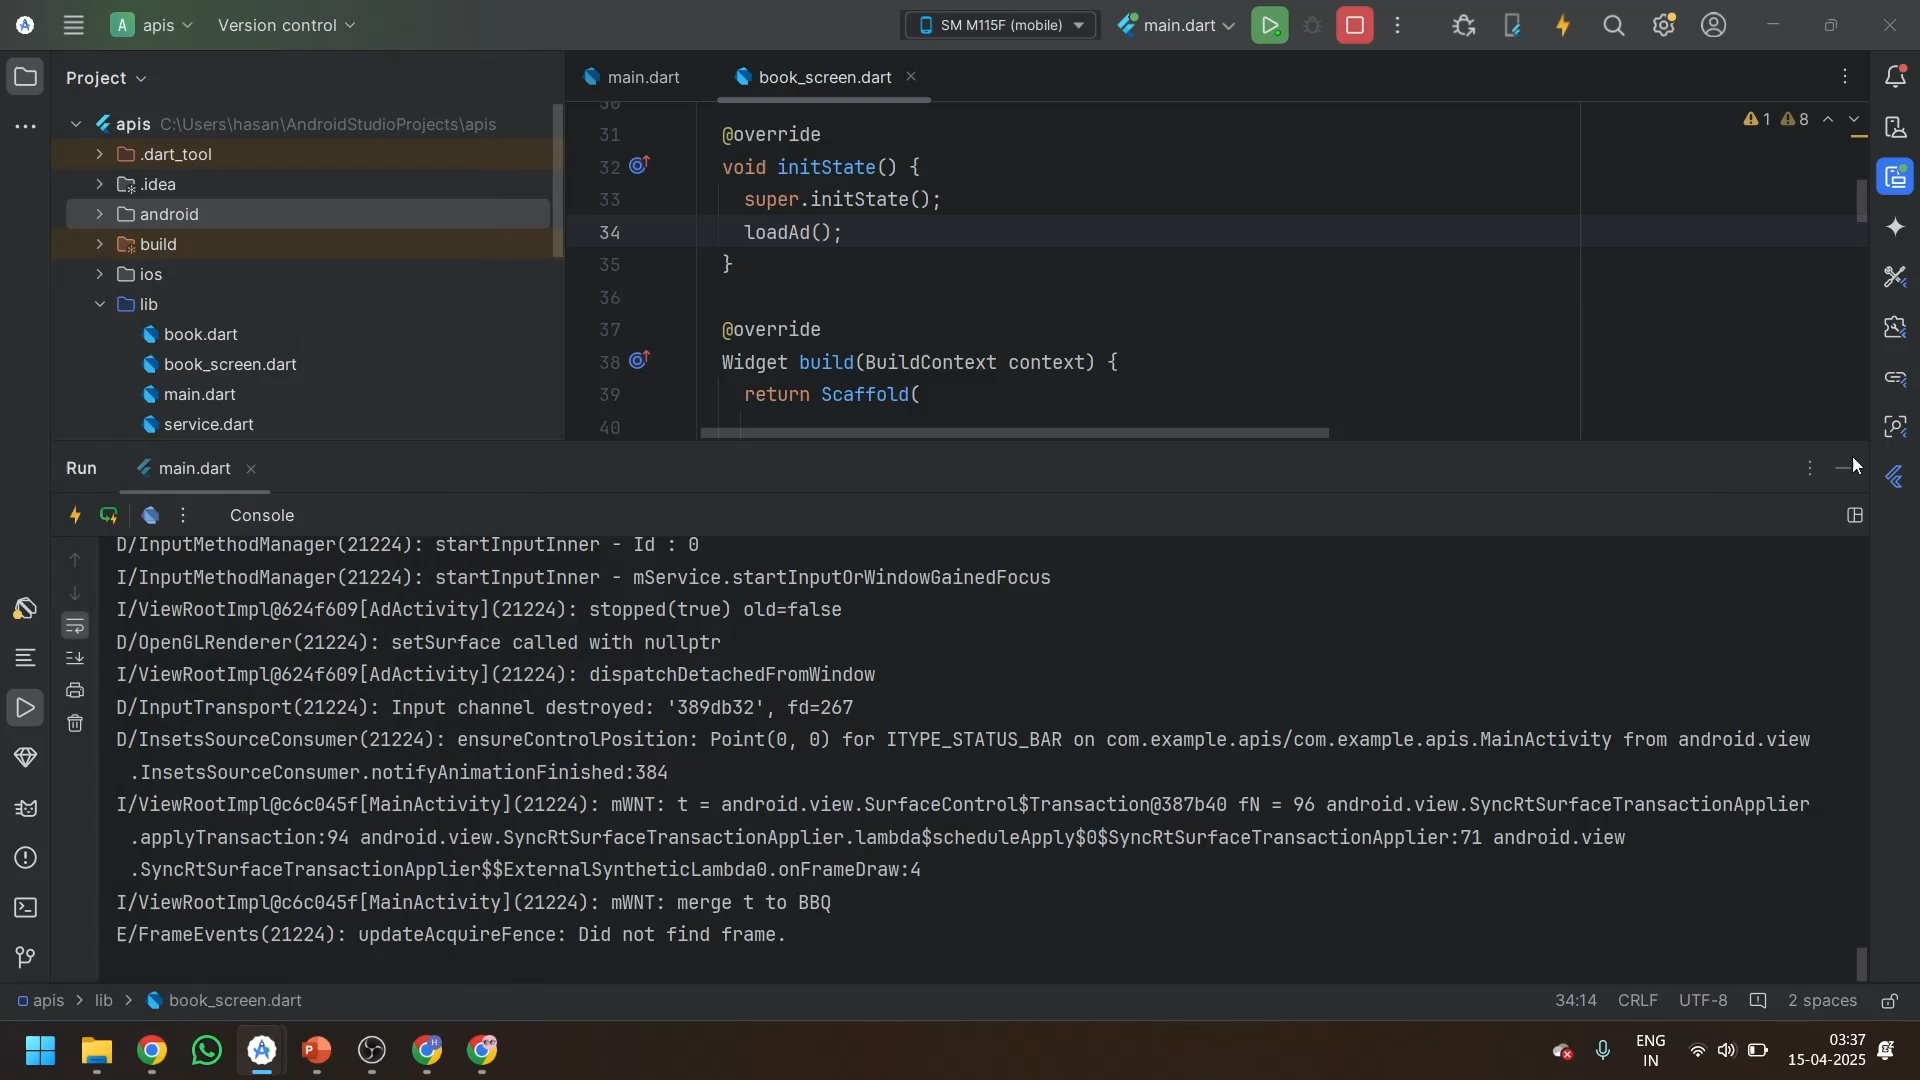 A apis
Version control
SM M115F (mobile)
main.dart
Project
main.dart
book_screen.dart
apis C:\Users\hasan\AndroidStudioProjects\apis
.dart_tool
.idea
android
build
ios
lib
book.dart
book_screen.dart
main.dart
service.dart
1 8
31 @override
32 void initState() {
33 super.initState();
34 loadAd();
35 }
36
37 @override
38 Widget build(BuildContext context) {
39 return Scaffold(
40
Run
main.dart
Console
D/InputMethodManager(21224): startInputInner - Id : 0
I/InputMethodManager(21224): startInputInner - mService.startInputOrWindowGainedFocus
I/ViewRootImpl@624f609[AdActivity](21224): stopped(true) old=false
D/OpenGLRenderer(21224): setSurface called with nullptr
I/ViewRootImpl@624f609[AdActivity](21224): dispatchDetachedFromWindow
D/InputTransport(21224): Input channel destroyed: '389db32', fd=267
D/InsetsSourceConsumer(21224): ensureControlPosition: Point(0, 0) for ITYPE_STATUS_BAR on com.example.apis/com.example.apis.MainActivity from android.view
.InsetsSourceConsumer.notifyAnimationFinished:384
I/ViewRootImpl@c6c045f[MainActivity](21224): mWNT: t = android.view.SurfaceControl$Transaction@387b40 fN = 96 android.view.SyncRtSurfaceTransactionApplier
.applyTransaction:94 android.view.SyncRtSurfaceTransactionApplier.lambda$scheduleApply$0$SyncRtSurfaceTransactionApplier:71 android.view
.SyncRtSurfaceTransactionApplier$$ExternalSyntheticLambda0.onFrameDraw:4
I/ViewRootImpl@c6c045f[MainActivity](21224): mWNT: merge t to BBQ
E/FrameEvents(21224): updateAcquireFence: Did not find frame.
apis > lib > book_screen.dart
34:14 CRLF UTF-8 2 spaces
ENG
IN
03:37
15-04-2025